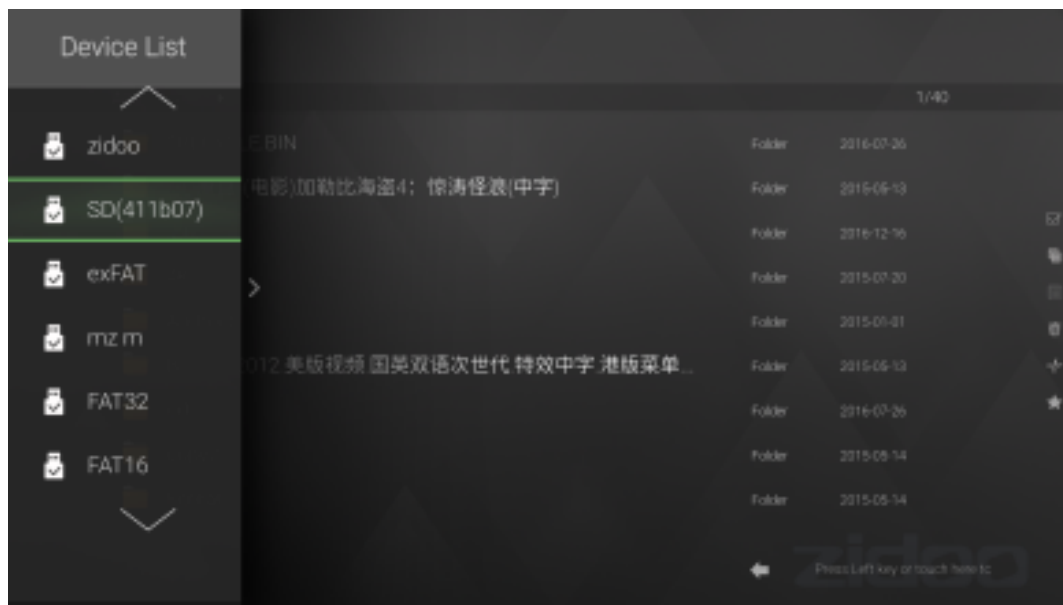 Device List
1/40
zidoo
E BIN
Folder 2016-07-26
电影)加勒比海盗4：惊涛怪浪(中字)
Folder 2015-05-13
SD(411b07)
Folder 2016-12-16
exFAT
Folder 2015-07-20
mz m
Folder 2015-01-01
012 美版视频 国英双语次世代 特效中字 港版菜单...
Folder 2015-05-13
FAT32
Folder 2016-07-26
FAT16
Folder 2015-05-14
Folder 2015-05-14
zidoo
Press Left key or touch here to